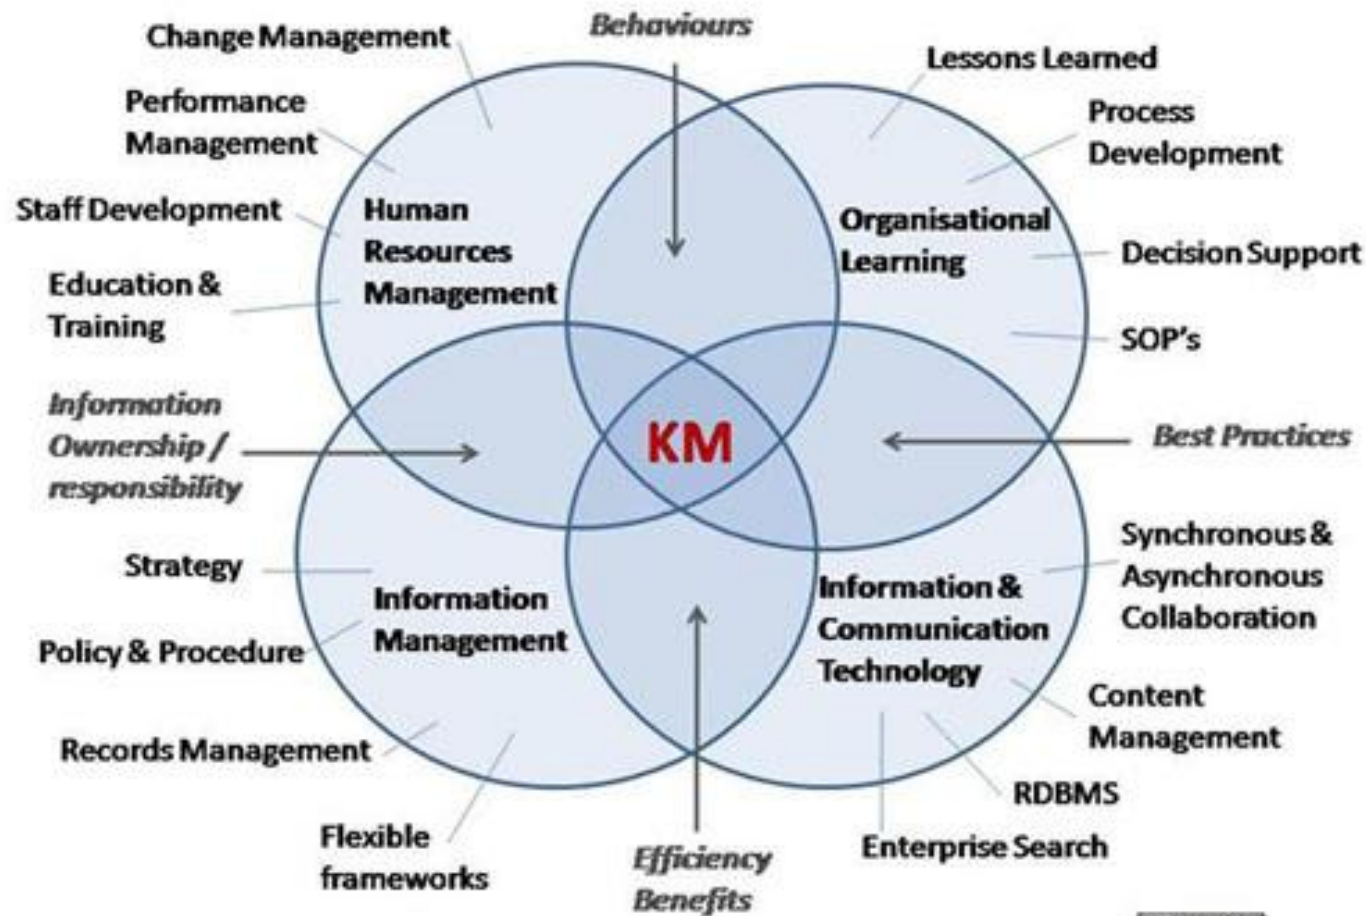 Behaviours
Change Management
Lessons Learned
Performance
Management
Process
Development
Staff Development
Human
Resources
Management
Organisational
Learning
Decision Support
Education &
Training
SOP's
Information
Ownership /
responsibility
KM
Best Practices
Strategy
Information
Management
Information &
Communication
Technology
Synchronous &
Asynchronous
Collaboration
Policy & Procedure
Content
Management
Records Management
RDBMS
Flexible
frameworks
Enterprise Search
Efficiency
Benefits